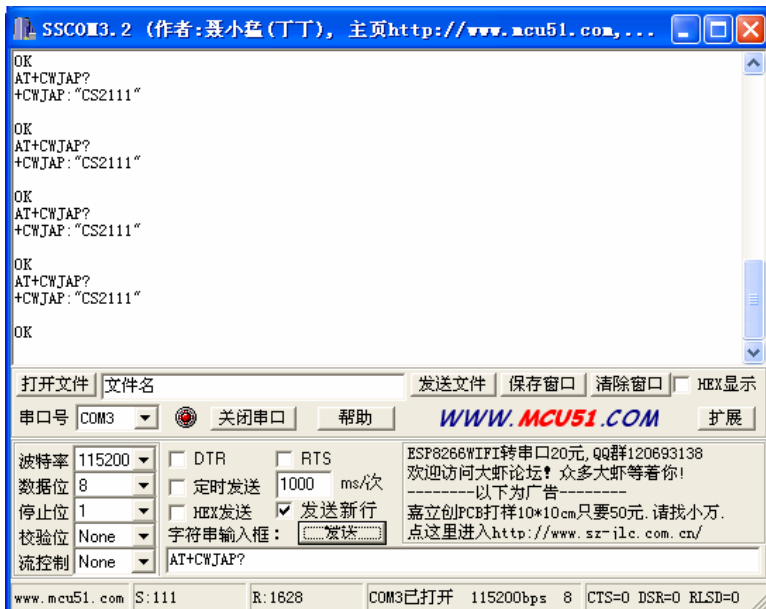 SSCOM3.2 (作者:聂小猛(丁丁), 主页http://www.mcu51.com,...
OK
AT+CWJAP?
+CWJAP:"CS2111"
OK
AT+CWJAP?
+CWJAP:"CS2111"
OK
AT+CWJAP?
+CWJAP:"CS2111"
OK
AT+CWJAP?
+CWJAP:"CS2111"
OK
打开文件 文件名 发送文件 保存窗口 清除窗口 HEX显示
串口号 COM3 关闭串口 帮助 WWW.MCU51.COM 扩展
波特率 115200 DTR RTS
数据位 8 定时发送 1000 ms/次
停止位 1 HEX发送 发送新行
校验位 None 字符串输入框: 发送
流控制 None AT+CWJAP?
ESP8266WIFI转串口20元,QQ群120693138
欢迎访问大虾论坛! 众多大虾等着你!
--------以下为广告--------
嘉立创PCB打样10*10cm只要50元.请找小万.
点这里进入http://www.sz-jlc.com.cn/
www.mcu51.com S:111 R:1628 COM3已打开 115200bps 8 CTS=0 DSR=0 RLSD=0